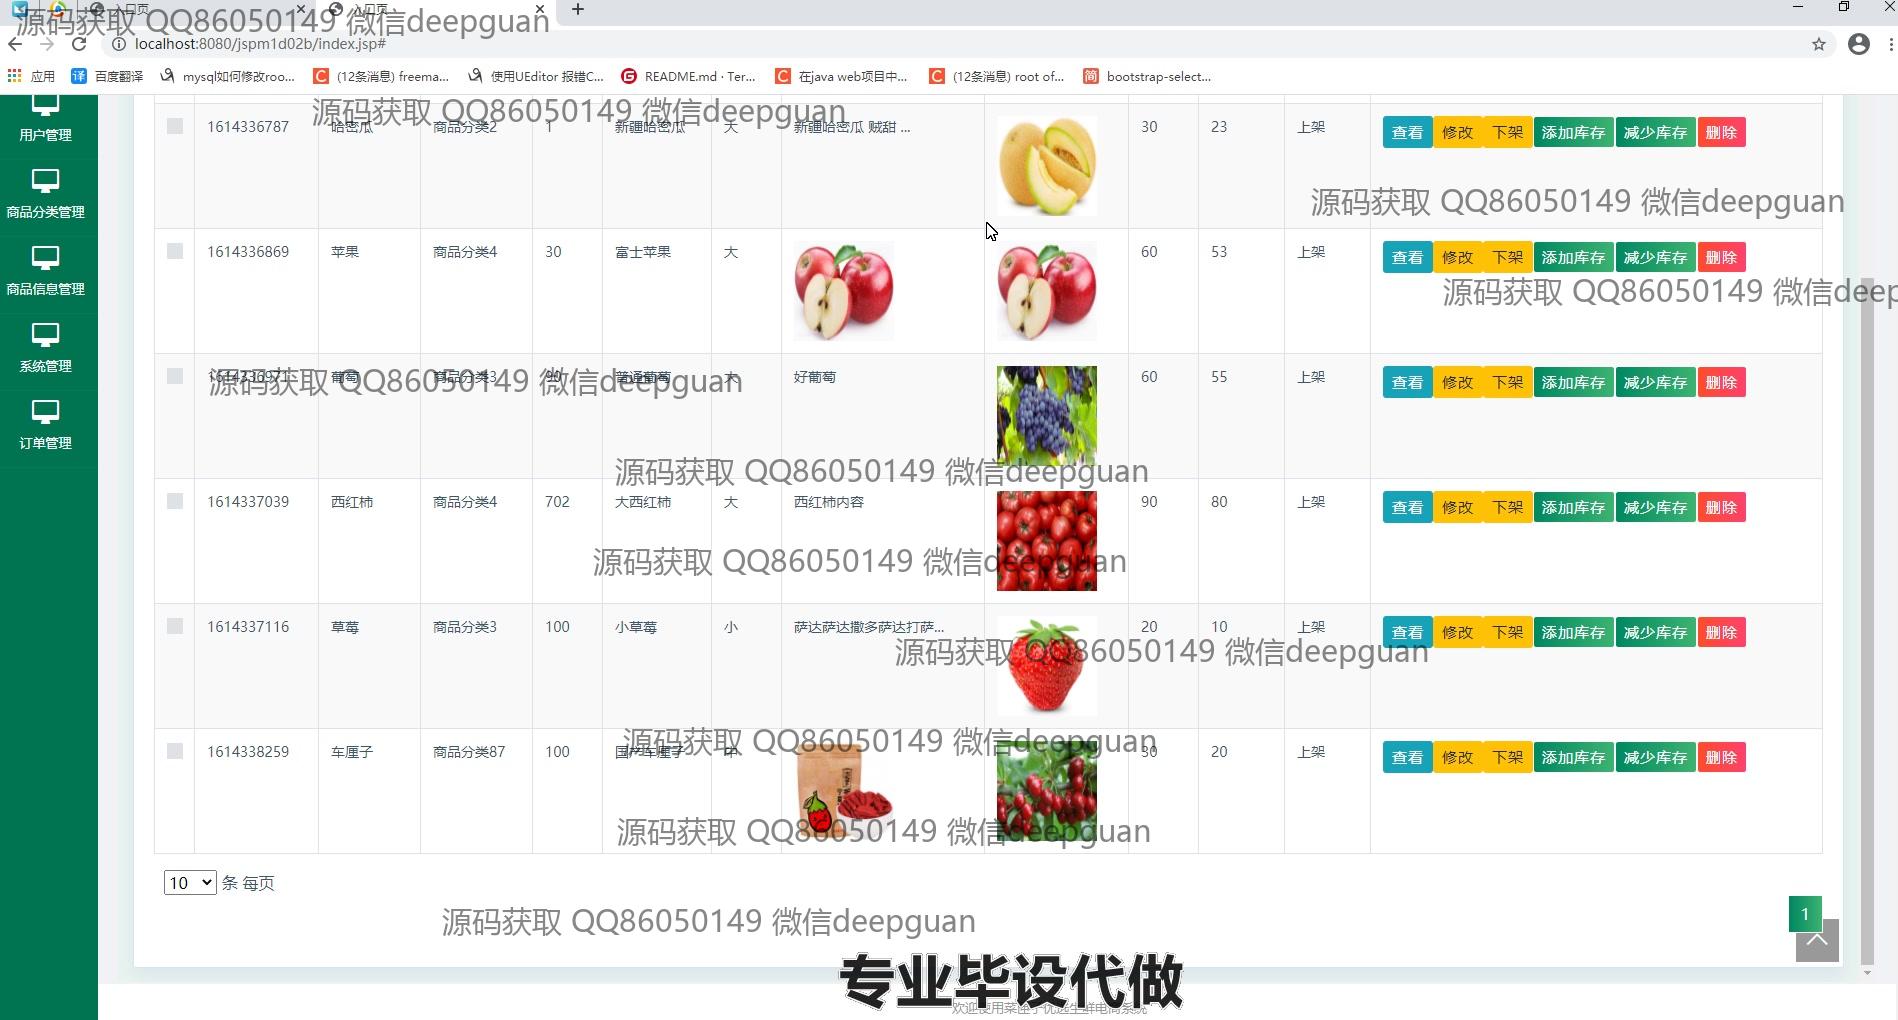 入口页
入口页
源码获取 QQ86050149 微信deepguan
localhost:8080/jspm1d02b/index.jsp#
应用
百度翻译
mysql如何修改roo...
(12条消息) freema...
使用UEditor 报错C...
README.md · Ter...
在java web项目中...
(12条消息) root of...
bootstrap-select...
源码获取 QQ86050149 微信deepguan
用户管理
商品分类管理
商品信息管理
系统管理
订单管理
1614336787 哈密瓜 商品分类2 1 新疆哈密瓜 大 新疆哈密瓜 贼甜 ... 30 23 上架 查看 修改 下架 添加库存 减少库存 删除
源码获取 QQ86050149 微信deepguan
1614336869 苹果 商品分类4 30 富士苹果 大 60 53 上架 查看 修改 下架 添加库存 减少库存 删除
源码获取 QQ86050149 微信deep
1614336971 葡萄 商品分类3 90 普通葡萄 大 好葡萄 60 55 上架 查看 修改 下架 添加库存 减少库存 删除
源码获取 QQ86050149 微信deepguan
源码获取 QQ86050149 微信deepguan
1614337039 西红柿 商品分类4 702 大西红柿 大 西红柿内容 90 80 上架 查看 修改 下架 添加库存 减少库存 删除
源码获取 QQ86050149 微信deepguan
1614337116 草莓 商品分类3 100 小草莓 小 萨达萨达撒多萨达打萨... 20 10 上架 查看 修改 下架 添加库存 减少库存 删除
源码获取 QQ86050149 微信deepguan
源码获取 QQ86050149 微信deepguan
1614338259 车厘子 商品分类87 100 国产车厘子 中 30 20 上架 查看 修改 下架 添加库存 减少库存 删除
源码获取 QQ86050149 微信deepguan
10 条 每页
源码获取 QQ86050149 微信deepguan
1
专业毕设代做